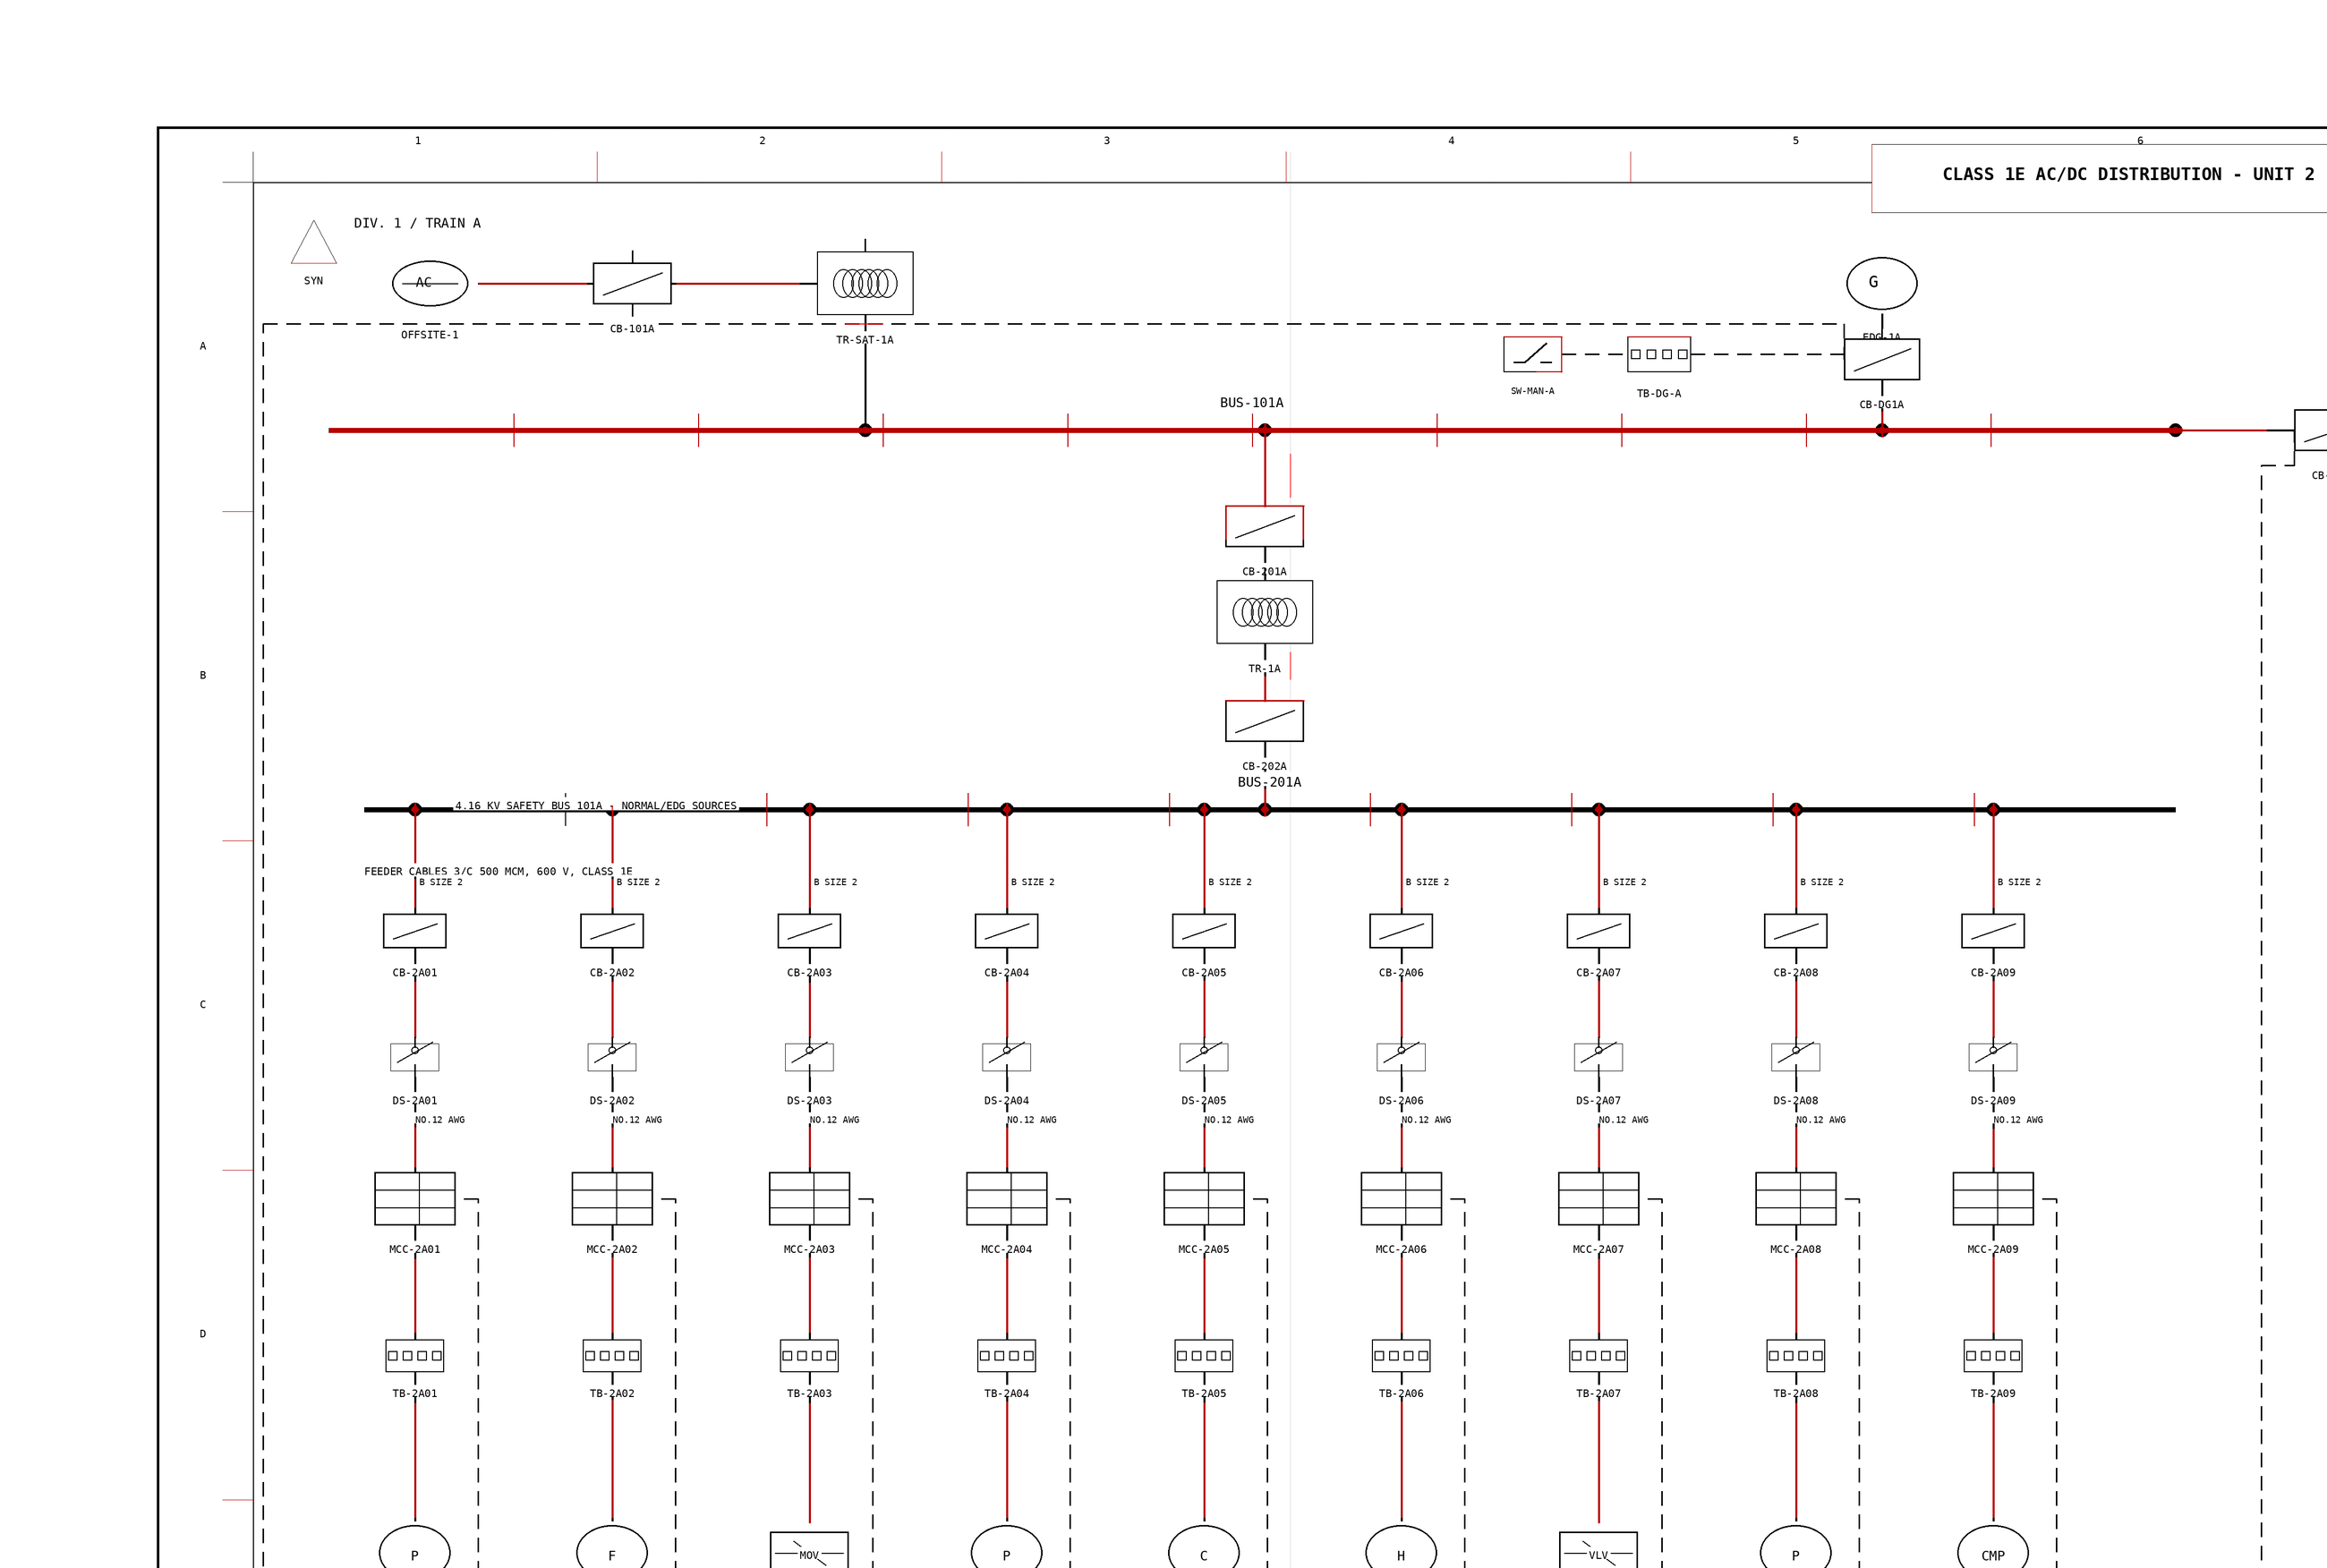 1 2 3 4 5 6
CLASS 1E AC/DC DISTRIBUTION - UNIT 2
DIV. 1 / TRAIN A
SYN
AC
G
OFFSITE-1
CB-101A
TR-SAT-1A
EDG-1A
A
SW-MAN-A
TB-DG-A
CB-DG1A
BUS-101A
CB-
CB-201A
B
TR-1A
CB-202A
BUS-201A
4.16 KV SAFETY BUS 101A - NORMAL/EDG SOURCES
FEEDER CABLES 3/C 500 MCM, 600 V, CLASS 1E
B SIZE 2 B SIZE 2 B SIZE 2 B SIZE 2 B SIZE 2 B SIZE 2 B SIZE 2 B SIZE 2 B SIZE 2
CB-2A01 CB-2A02 CB-2A03 CB-2A04 CB-2A05 CB-2A06 CB-2A07 CB-2A08 CB-2A09
C
DS-2A01 DS-2A02 DS-2A03 DS-2A04 DS-2A05 DS-2A06 DS-2A07 DS-2A08 DS-2A09
NO.12 AWG NO.12 AWG NO.12 AWG NO.12 AWG NO.12 AWG NO.12 AWG NO.12 AWG NO.12 AWG NO.12 AWG
MCC-2A01 MCC-2A02 MCC-2A03 MCC-2A04 MCC-2A05 MCC-2A06 MCC-2A07 MCC-2A08 MCC-2A09
D
TB-2A01 TB-2A02 TB-2A03 TB-2A04 TB-2A05 TB-2A06 TB-2A07 TB-2A08 TB-2A09
P F MOV P C H VLV P CMP